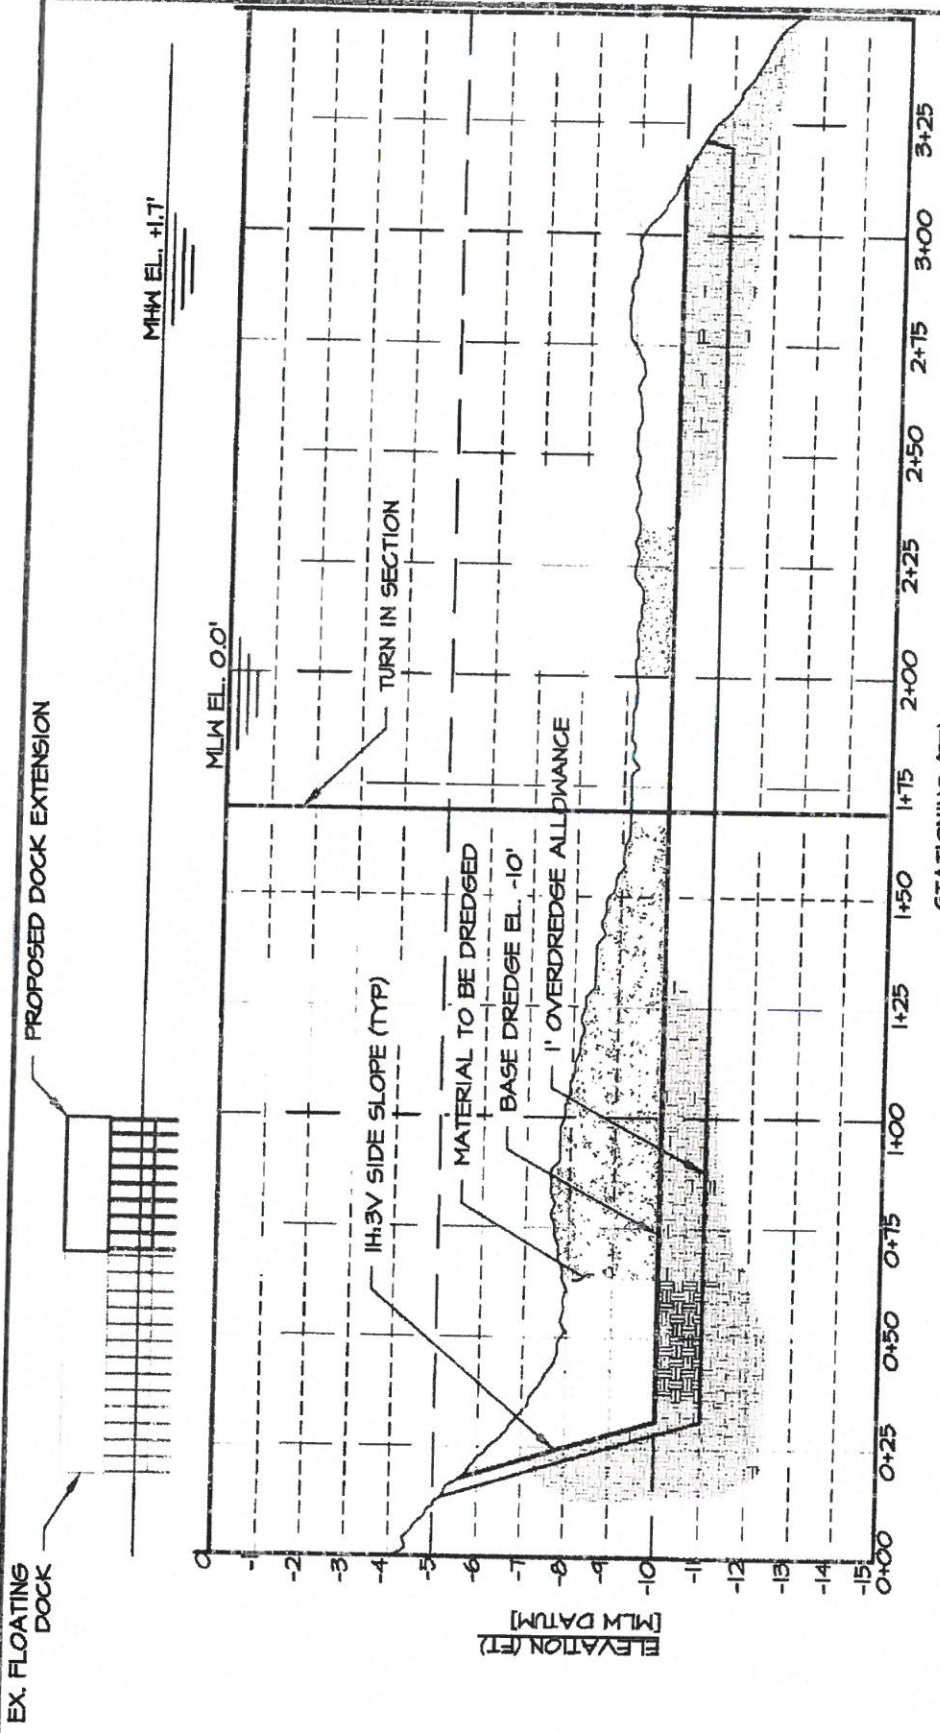 EX. FLOATING
DOCK
PROPOSED DOCK EXTENSION
MHW EL. +1.7'
MLW EL. 0.0'
TURN IN SECTION
1H:3V SIDE SLOPE (TYP)
MATERIAL TO BE DREDGED
BASE DREDGE EL. -10'
1' OVERDREDGE ALLOWANCE
ELEVATION (FT)
[MLW DATUM]
0
-1
-2
-3
-4
-5
-6
-7
-8
-9
-10
-11
-12
-13
-14
-15
0+00
0+25
0+50
0+75
1+00
1+25
1+50
1+75
2+00
2+25
2+50
2+75
3+00
3+25